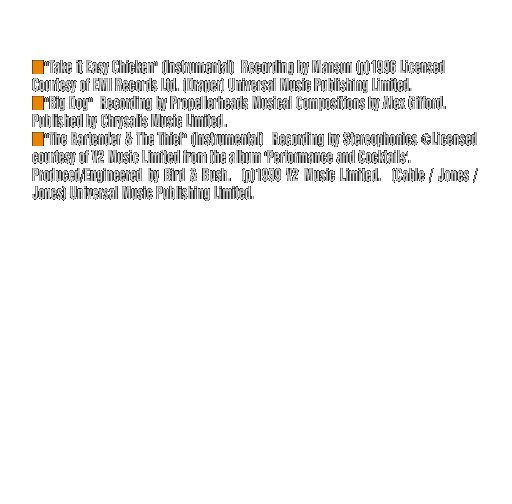 "Take It Easy Chicken" (Instrumental) Recording by Mansun (p)1996 Licensed
Courtesy of EMI Records Ltd. (Draper) Universal Music Publishing Limited.
"Big Dog" Recording by Propellerheads Musical Compositions by Alex Gifford.
Published by Chrysalis Music Limited.
"The Bartender & The Thief" (Instrumental) Recording by Stereophonics © Licensed
courtesy of V2 Music Limited from the album 'Performance and Cocktails'.
Produced/Engineered by Bird & Bush. (p)1998 V2 Music Limited. (Cable / Jones /
Jones) Universal Music Publishing Limited.